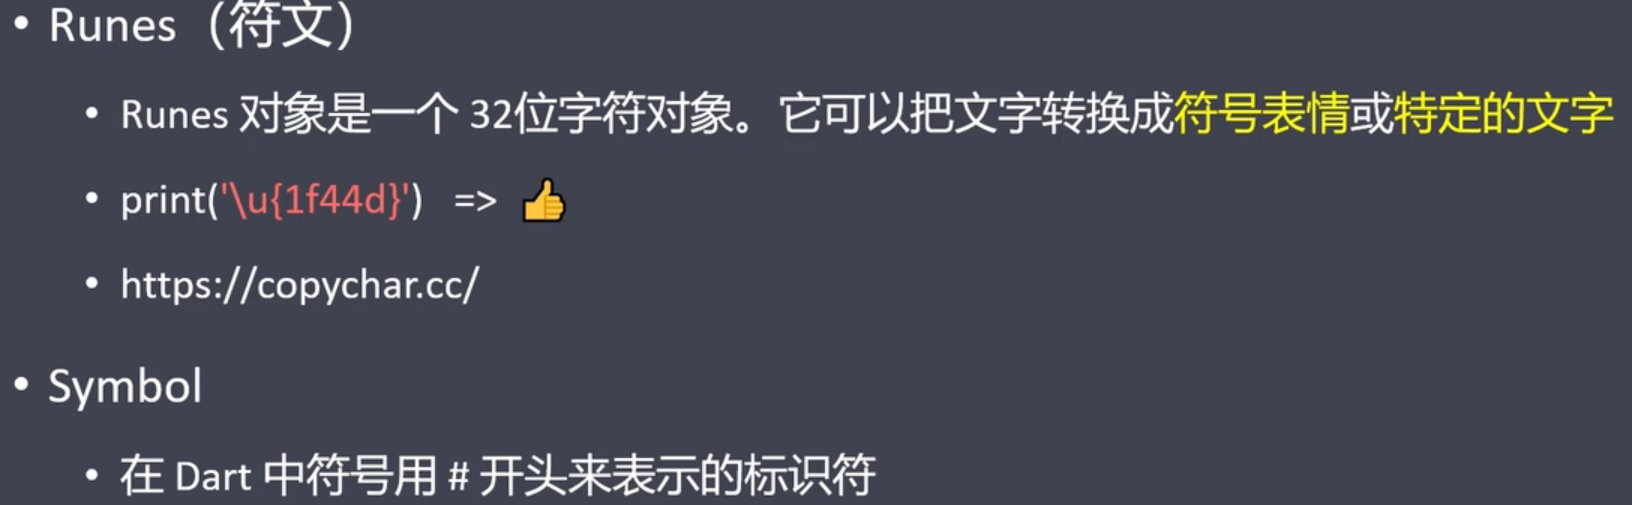 • Runes（符文）
• Runes 对象是一个 32位字符对象。它可以把文字转换成符号表情或特定的文字
• print('\u{1f44d}') => 👍
• https://copychar.cc/
• Symbol
• 在 Dart 中符号用 # 开头来表示的标识符